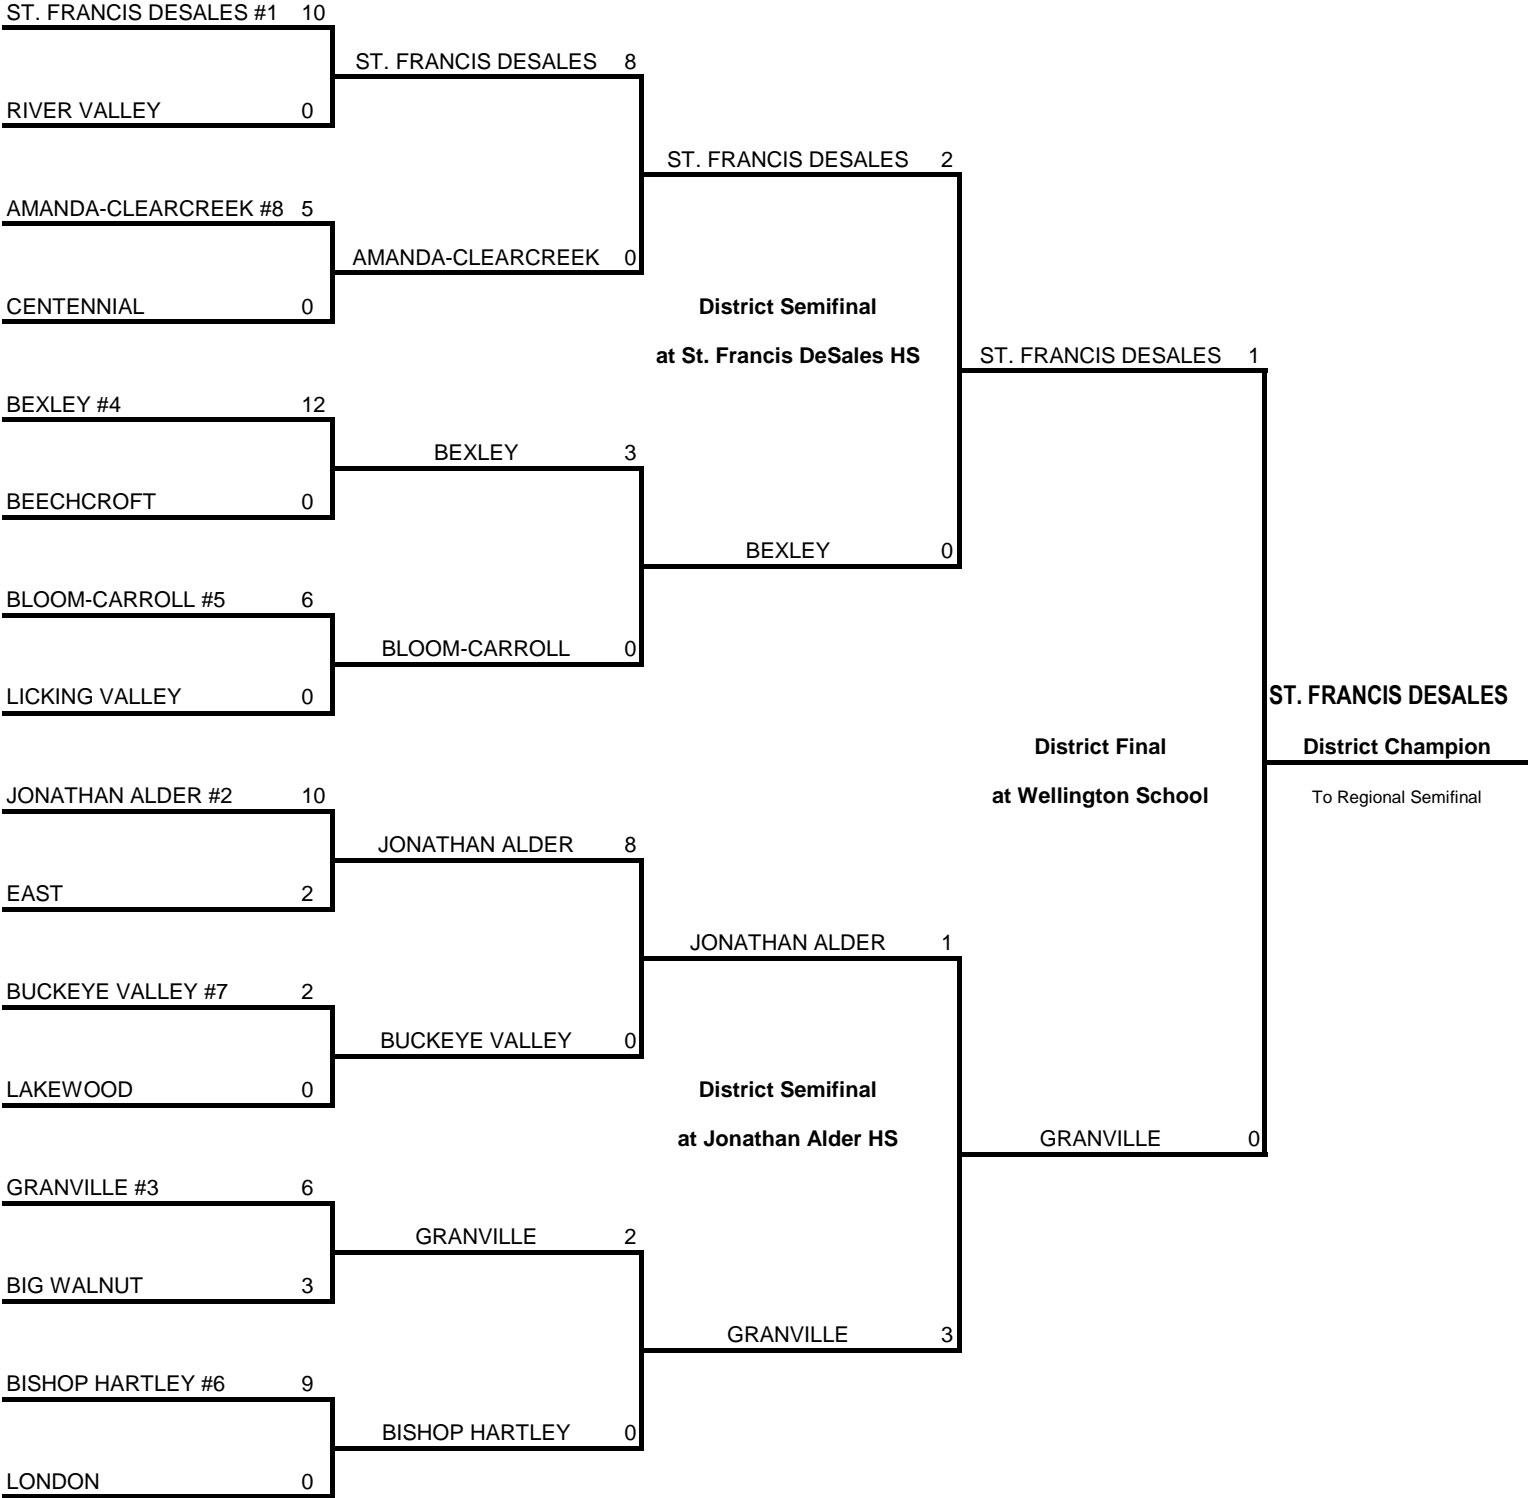 ST. FRANCIS DESALES #1 10
ST. FRANCIS DESALES 8
RIVER VALLEY 0
ST. FRANCIS DESALES 2
AMANDA-CLEARCREEK #8 5
AMANDA-CLEARCREEK 0
CENTENNIAL 0
District Semifinal
at St. Francis DeSales HS
ST. FRANCIS DESALES 1
BEXLEY #4 12
BEXLEY 3
BEECHCROFT 0
BEXLEY 0
BLOOM-CARROLL #5 6
BLOOM-CARROLL 0
LICKING VALLEY 0
ST. FRANCIS DESALES
District Final
District Champion
JONATHAN ALDER #2 10
at Wellington School
To Regional Semifinal
JONATHAN ALDER 8
EAST 2
JONATHAN ALDER 1
BUCKEYE VALLEY #7 2
BUCKEYE VALLEY 0
LAKEWOOD 0
District Semifinal
at Jonathan Alder HS
GRANVILLE 0
GRANVILLE #3 6
GRANVILLE 2
BIG WALNUT 3
GRANVILLE 3
BISHOP HARTLEY #6 9
BISHOP HARTLEY 0
LONDON 0